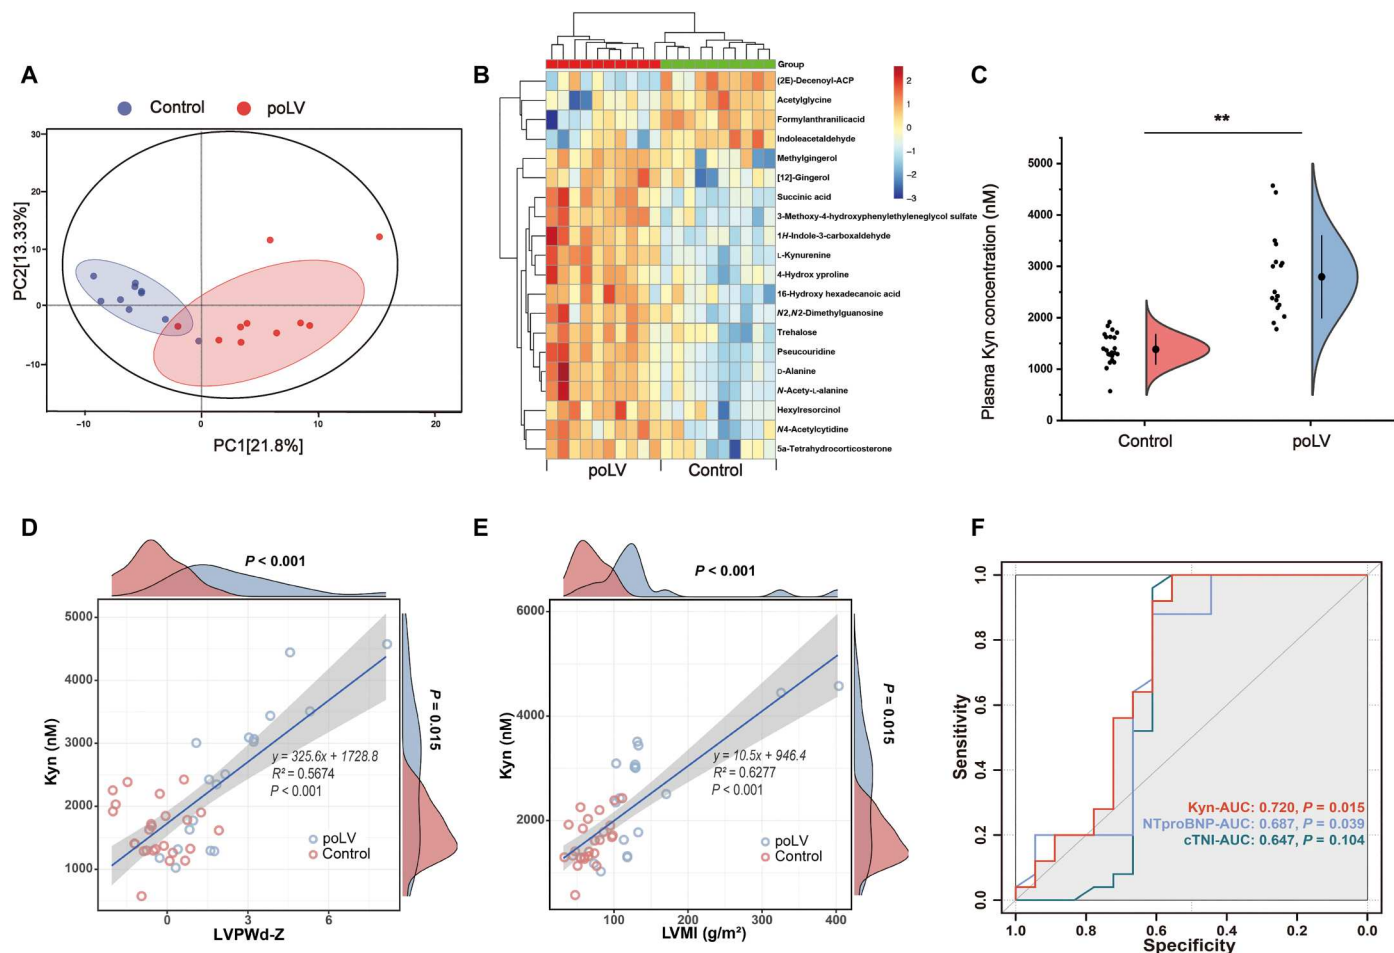 A
Control
poLV
30
20
10
0
−10
PC2[13.33%]
−10
0
10
20
PC1[21.8%]
B
Group
(2E)-Decenoyl-ACP
Acetylglycine
Formylanthranilicacid
Indoleacetaldehyde
Methylgingerol
[12]-Gingerol
Succinic acid
3-Methoxy-4-hydroxyphenylethyleneglycol sulfate
1H-Indole-3-carboxaldehyde
L-Kynurenine
4-Hydrox yproline
16-Hydroxy hexadecanoic acid
N2,N2-Dimethylguanosine
Trehalose
Pseucouridine
D-Alanine
N-Acety-L-alanine
Hexylresorcinol
N4-Acetylcytidine
5a-Tetrahydrocorticosterone
2
1
0
−1
−2
−3
poLV
Control
C
**
Plasma Kyn concentration (nM)
5000
4000
3000
2000
1000
0
Control
poLV
D
P < 0.001
P = 0.015
Kyn (nM)
5000
4000
3000
2000
1000
y = 325.6x + 1728.8
R² = 0.5674
P < 0.001
poLV
Control
0
3
6
LVPWd-Z
E
P < 0.001
P = 0.015
Kyn (nM)
6000
4000
2000
y = 10.5x + 946.4
R² = 0.6277
P < 0.001
poLV
Control
100
200
300
400
LVMI (g/m²)
F
Sensitivity
1.0
0.8
0.6
0.4
0.2
0.0
Kyn-AUC: 0.720, P = 0.015
NTproBNP-AUC: 0.687, P = 0.039
cTNI-AUC: 0.647, P = 0.104
1.0
0.8
0.6
0.4
0.2
0.0
Specificity